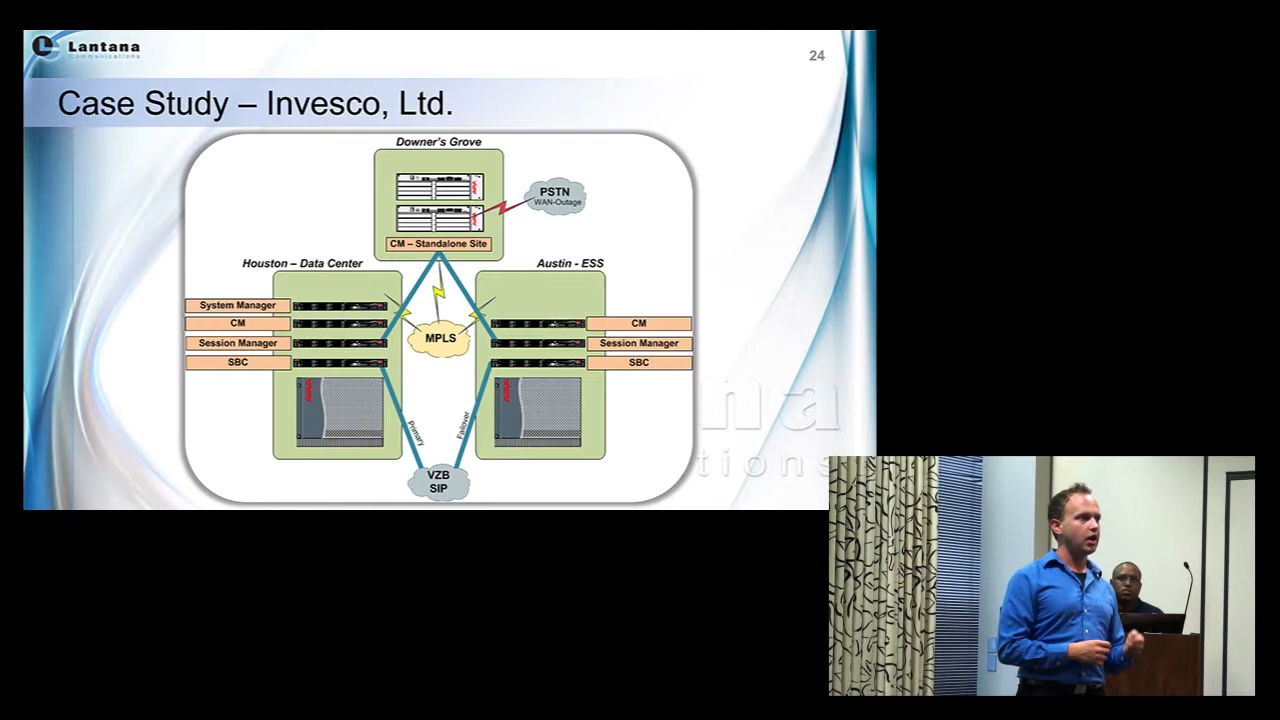 Lantana
Communications
24
Case Study – Invesco, Ltd.
Downer's Grove
PSTN
WAN-Outage
CM – Standalone Site
Houston – Data Center
Austin - ESS
System Manager
CM
Session Manager
SBC
MPLS
CM
Session Manager
SBC
Primary
Failover
VZB
SIP